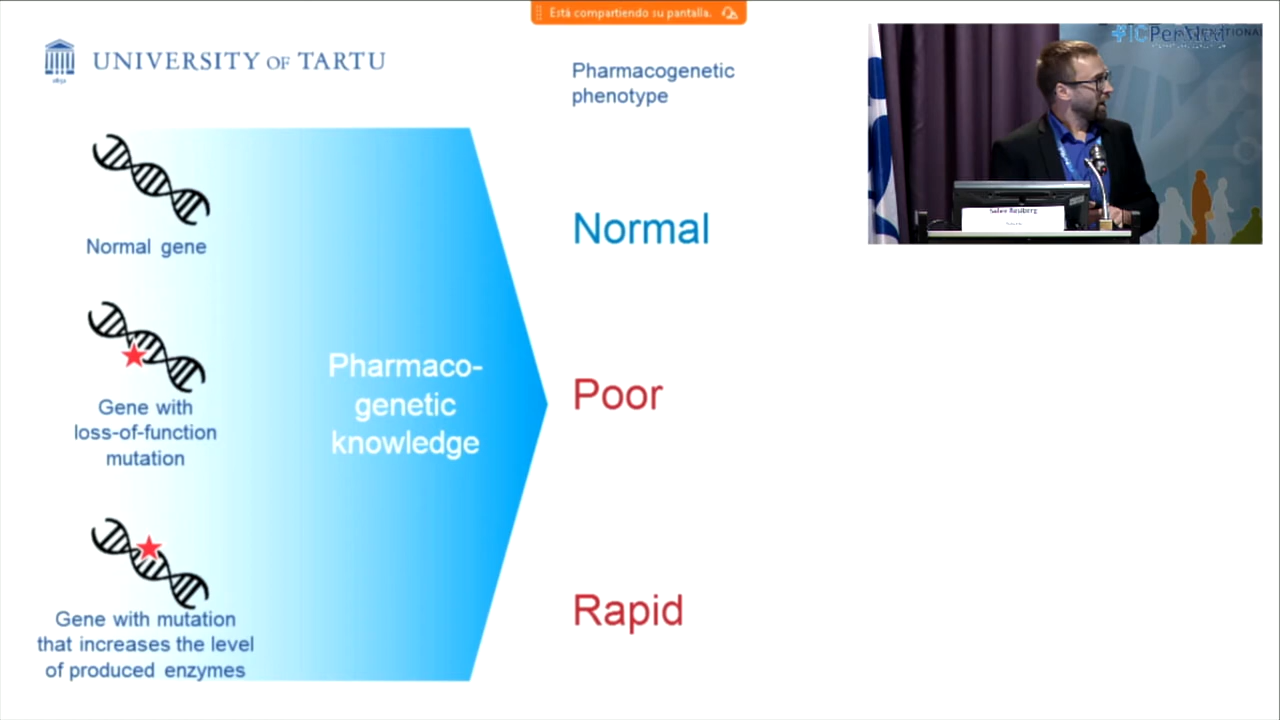 Está compartiendo su pantalla.
UNIVERSITY OF TARTU
Pharmacogenetic
phenotype
Normal gene
Normal
Gene with
loss-of-function
mutation
Pharmaco-
genetic
knowledge
Poor
Gene with mutation
that increases the level
of produced enzymes
Rapid